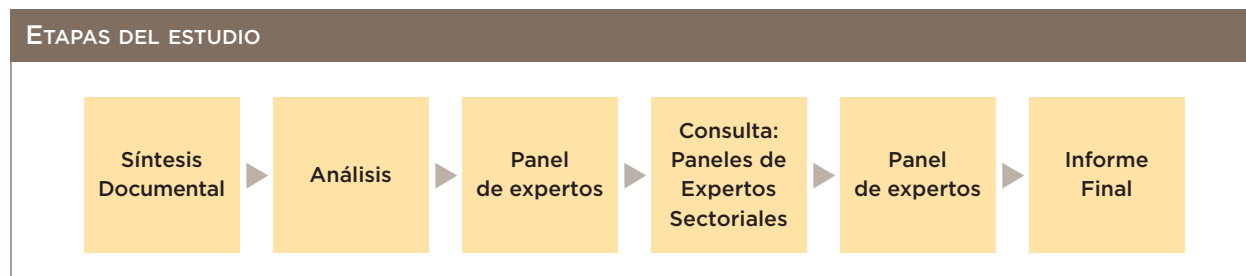 ETAPAS DEL ESTUDIO
Síntesis
Documental
Análisis
Panel
de expertos
Consulta:
Paneles de
Expertos
Sectoriales
Panel
de expertos
Informe
Final